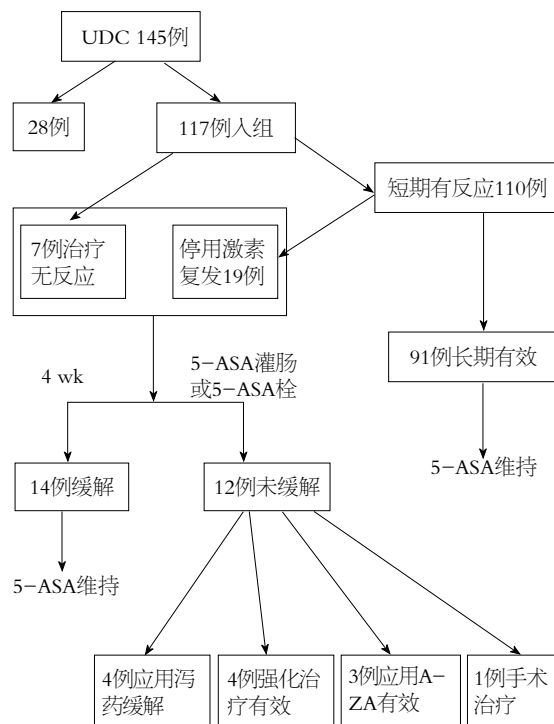 UDC 145例
28例
117例入组
短期有反应110例
7例治疗
无反应
停用激素
复发19例
91例长期有效
4 wk
5-ASA灌肠
或5-ASA栓
5-ASA维持
14例缓解
12例未缓解
5-ASA维持
4例应用泻
药缓解
4例强化治
疗有效
3例应用A-
ZA有效
1例手术
治疗